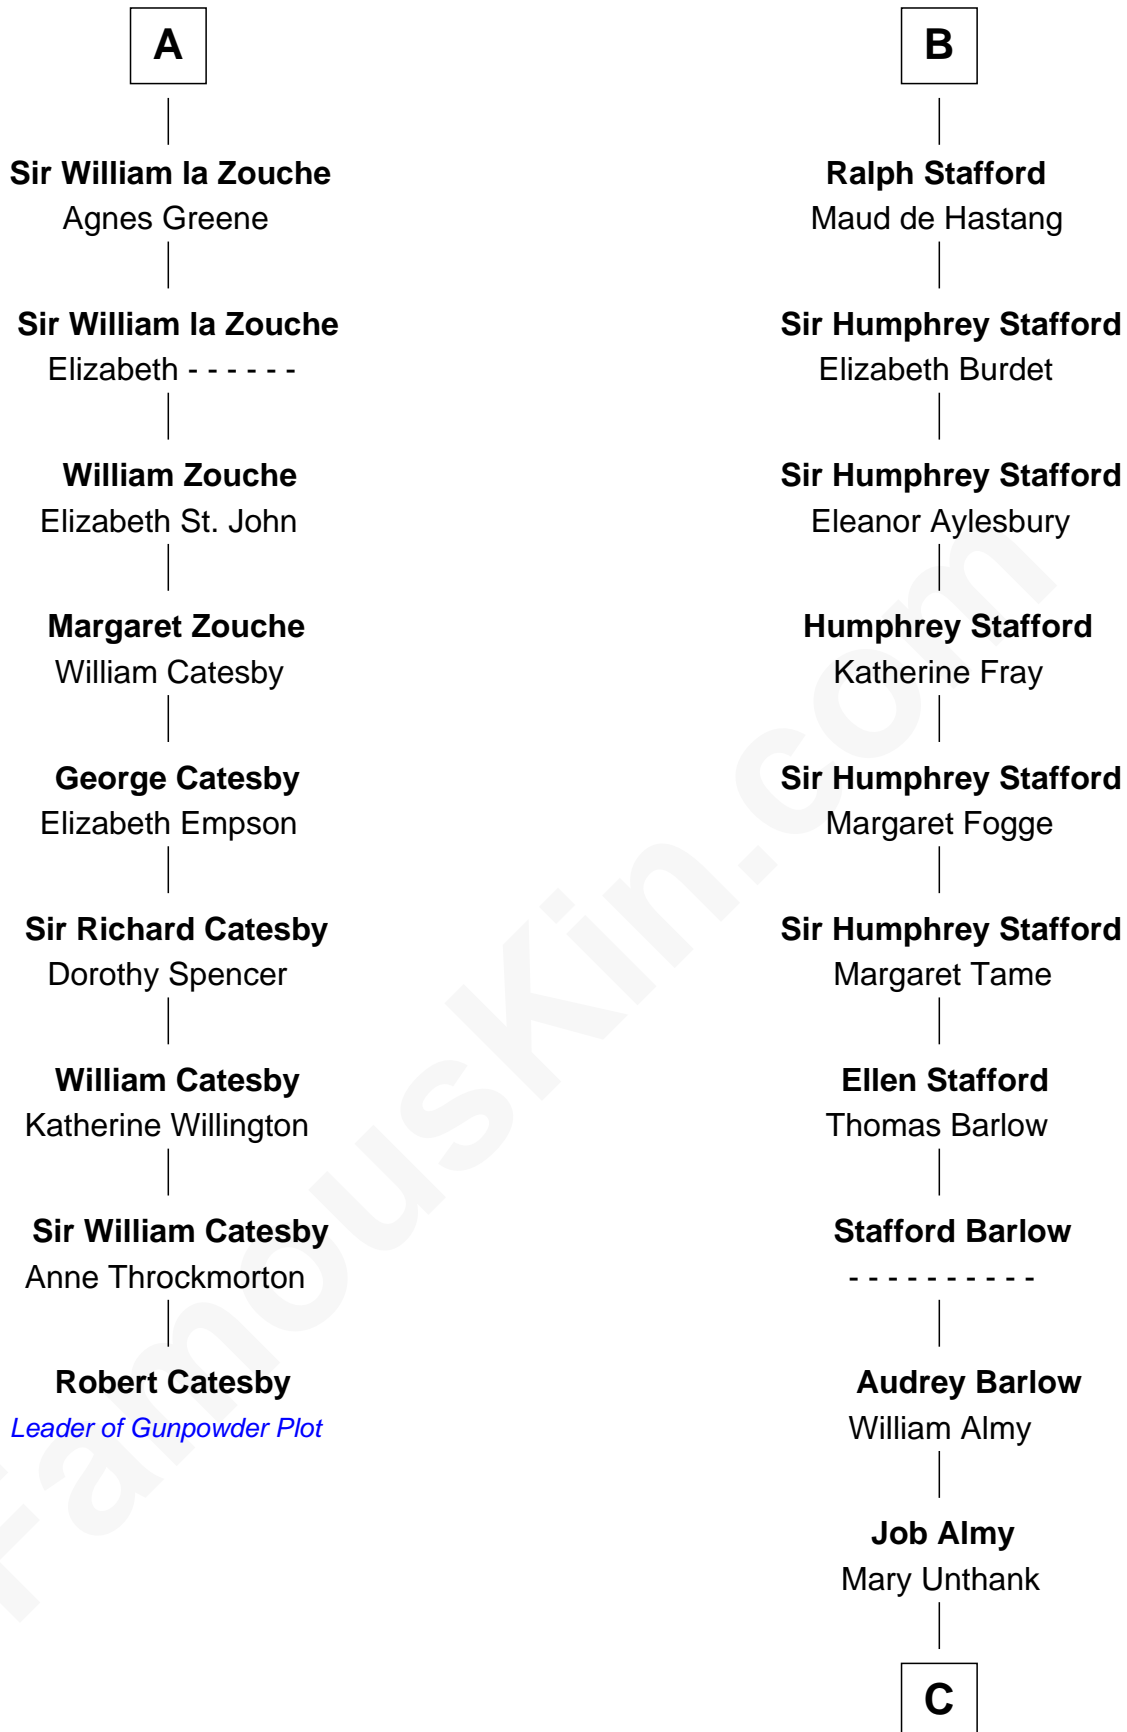 A
Sir William la Zouche
Agnes Greene
Sir William la Zouche
Elizabeth - - - - - -
William Zouche
Elizabeth St. John
Margaret Zouche
William Catesby
George Catesby
Elizabeth Empson
Sir Richard Catesby
Dorothy Spencer
William Catesby
Katherine Willington
Sir William Catesby
Anne Throckmorton
Robert Catesby
Leader of Gunpowder Plot
B
Ralph Stafford
Maud de Hastang
Sir Humphrey Stafford
Elizabeth Burdet
Sir Humphrey Stafford
Eleanor Aylesbury
Humphrey Stafford
Katherine Fray
Sir Humphrey Stafford
Margaret Fogge
Sir Humphrey Stafford
Margaret Tame
Ellen Stafford
Thomas Barlow
Stafford Barlow
- - - - - - - - - -
Audrey Barlow
William Almy
Job Almy
Mary Unthank
C
FamousKin.com